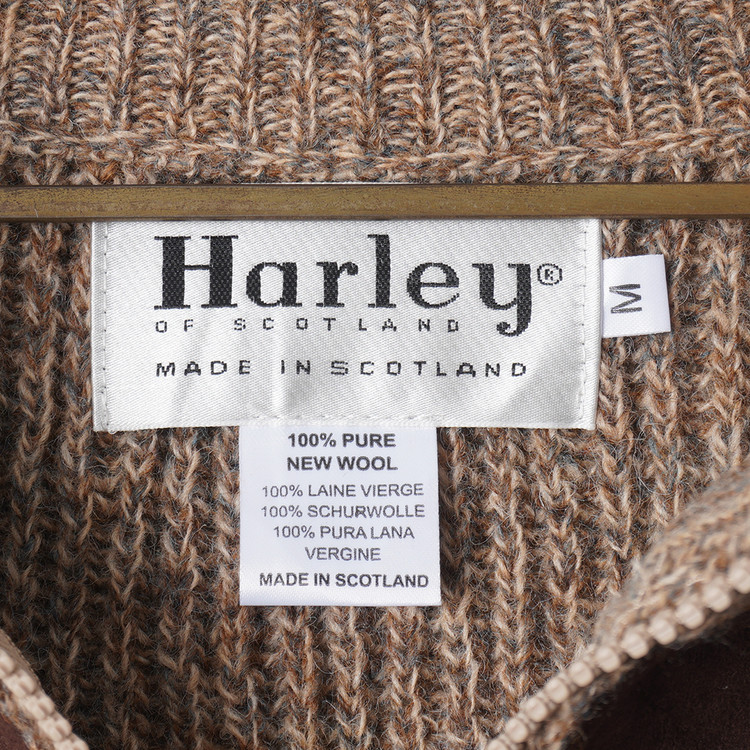 Harley®
OF SCOTLAND
MADE IN SCOTLAND
M
100% PURE
NEW WOOL
100% LAINE VIERGE
100% SCHURWOLLE
100% PURA LANA
VERGINE
MADE IN SCOTLAND